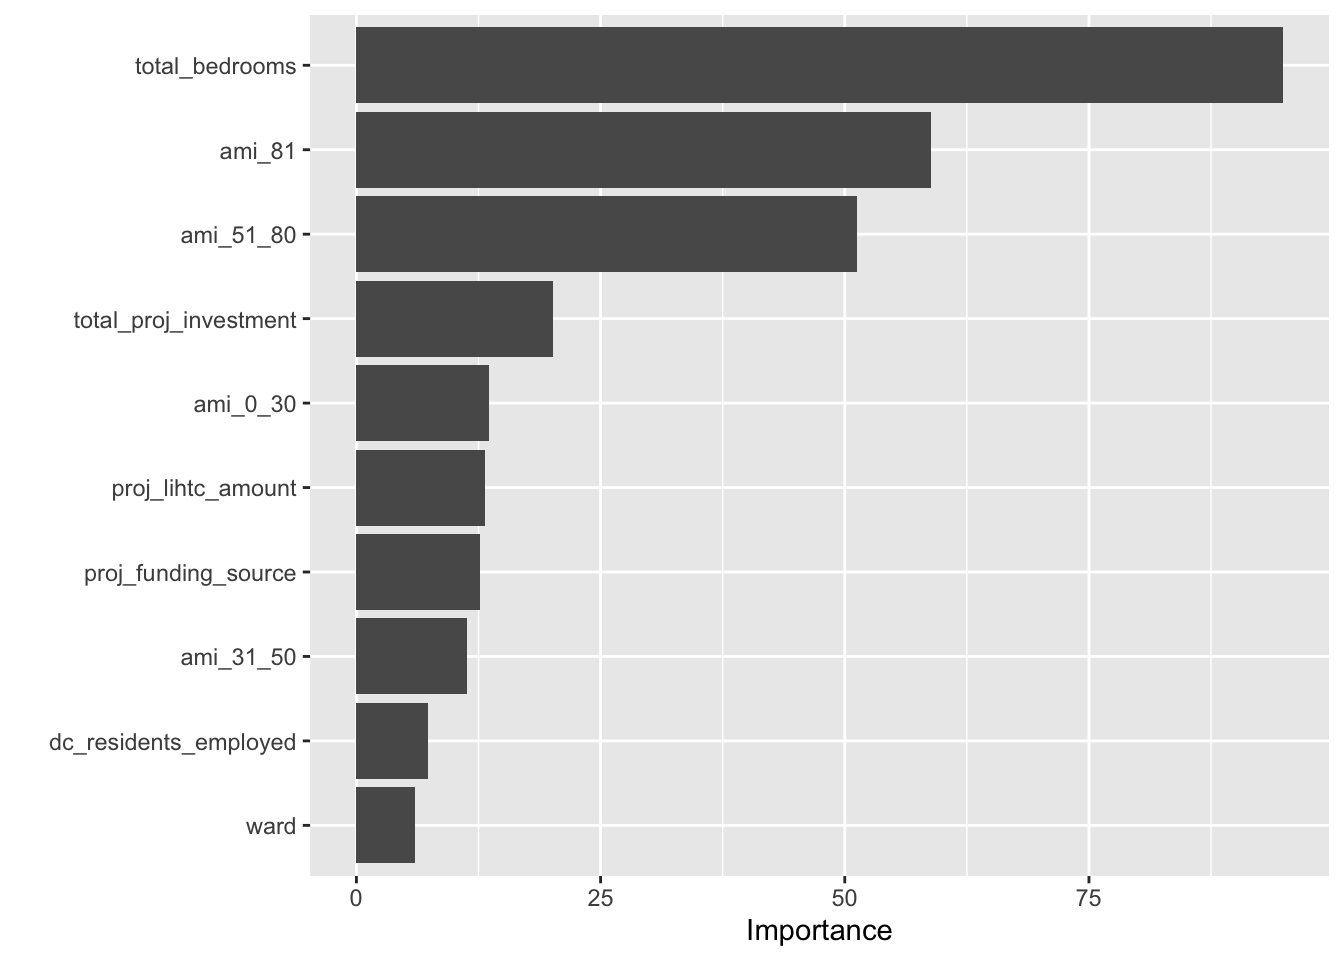 total_bedrooms
ami_81
ami_51_80
total_proj_investment
ami_0_30
proj_lihtc_amount
proj_funding_source
ami_31_50
dc_residents_employed
ward
0 25 50 75
Importance